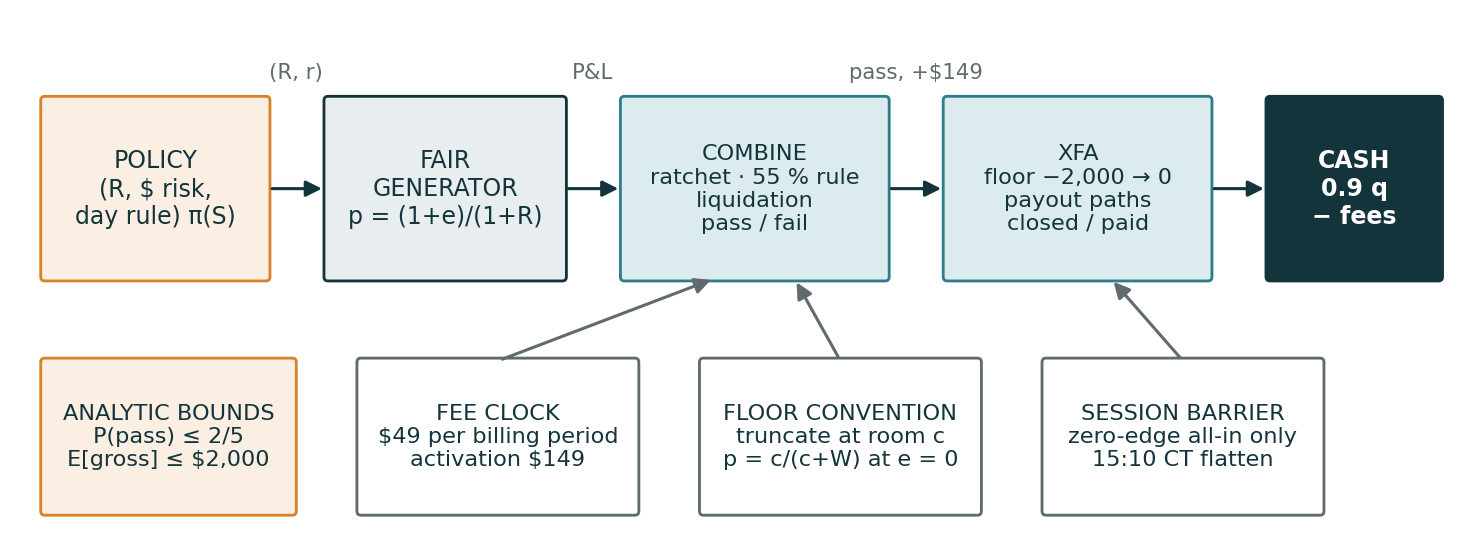 (R, r)
P&L
pass, +$149
POLICY
(R, $ risk,
day rule) π(S)
FAIR
GENERATOR
p = (1+e)/(1+R)
COMBINE
ratchet · 55 % rule
liquidation
pass / fail
XFA
floor −2,000 → 0
payout paths
closed / paid
CASH
0.9 q
− fees
ANALYTIC BOUNDS
P(pass) ≤ 2/5
E[gross] ≤ $2,000
FEE CLOCK
$49 per billing period
activation $149
FLOOR CONVENTION
truncate at room c
p = c/(c+W) at e = 0
SESSION BARRIER
zero-edge all-in only
15:10 CT flatten